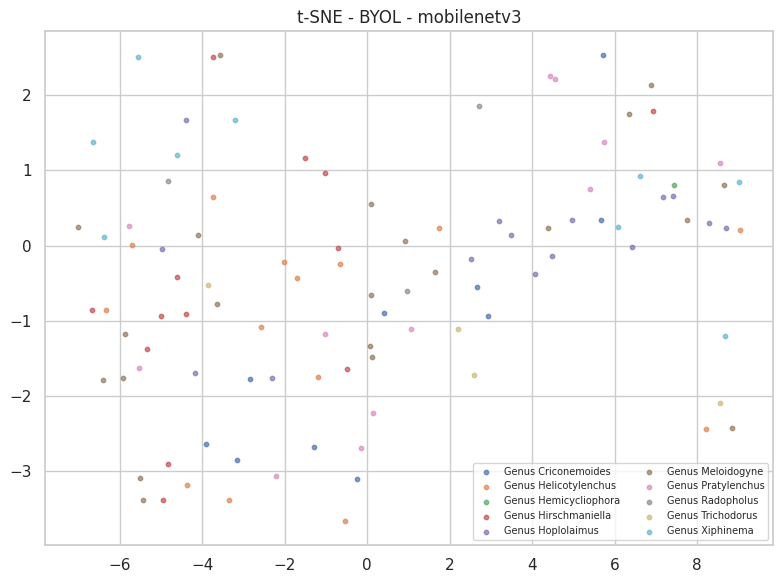 t-SNE - BYOL - mobilenetv3
2
1
0
−1
−2
−3
−6 −4 −2 0 2 4 6 8
Genus Criconemoides Genus Meloidogyne
Genus Helicotylenchus Genus Pratylenchus
Genus Hemicycliophora Genus Radopholus
Genus Hirschmaniella Genus Trichodorus
Genus Hoplolaimus Genus Xiphinema